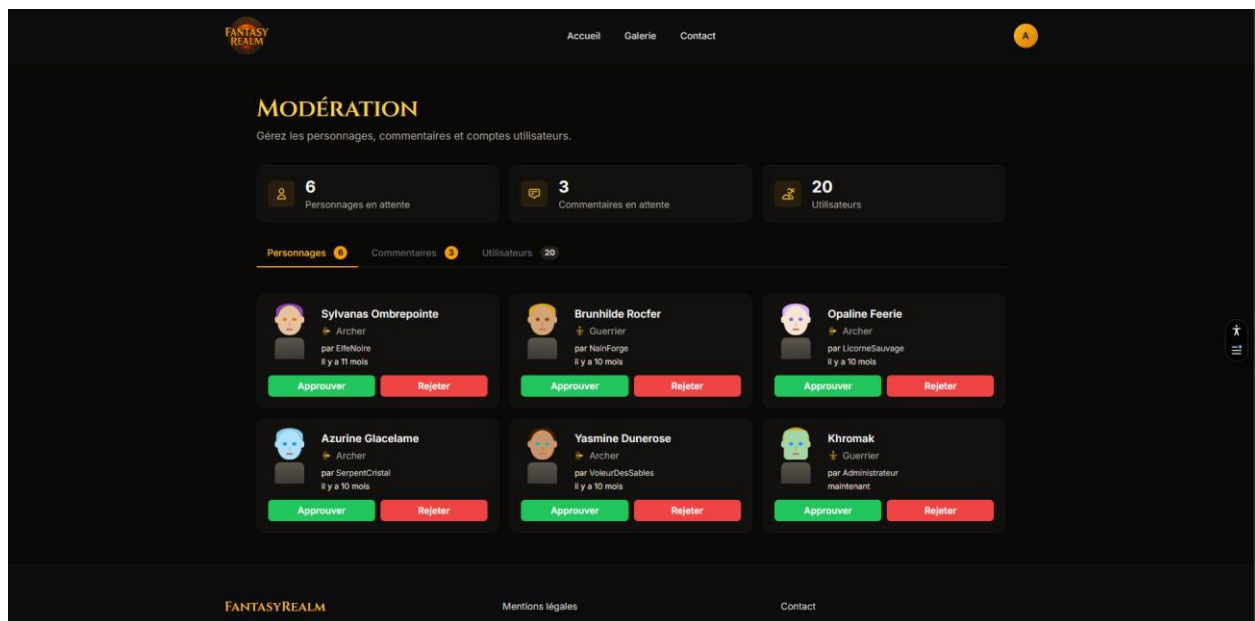 FANTASY
REALM
Accueil Galerie Contact
A
MODÉRATION
Gérez les personnages, commentaires et comptes utilisateurs.
6
Personnages en attente
3
Commentaires en attente
20
Utilisateurs
Personnages 6 Commentaires 3 Utilisateurs 20
Sylvanas Ombrepointe
Archer
par ElfeNoire
il y a 11 mois
Approuver Rejeter
Brunhilde Rocfer
Guerrier
par NainForge
il y a 10 mois
Approuver Rejeter
Opaline Feerie
Archer
par LicorneSauvage
il y a 10 mois
Approuver Rejeter
Azurine Glacelame
Archer
par SerpentCristal
il y a 10 mois
Approuver Rejeter
Yasmine Dunerose
Archer
par VoleurDesSables
il y a 10 mois
Approuver Rejeter
Khromak
Guerrier
par Administrateur
maintenant
Approuver Rejeter
FANTASYREALM
Mentions légales
Contact